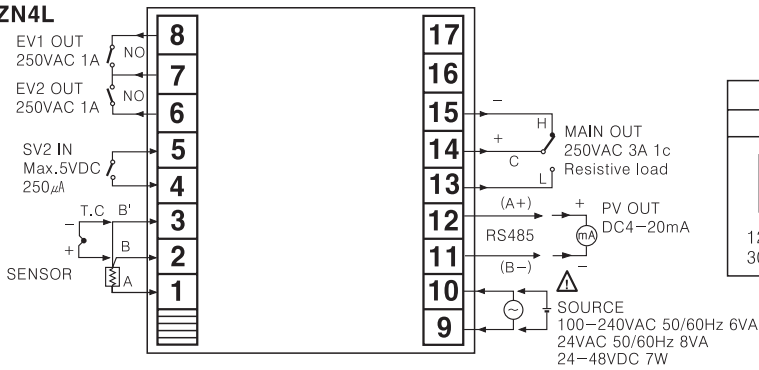 ZN4L
EV1 OUT
250VAC 1A
NO
EV2 OUT
250VAC 1A
NO
SV2 IN
Max.5VDC
250㎂
T.C B'
−
+
B
A
SENSOR
8
7
6
5
4
3
2
1
17
16
15
14
13
12
11
10
9
−
H
+
C
L
MAIN OUT
250VAC 3A 1c
Resistive load
(A+)
RS485
(B−)
+
mA
−
PV OUT
DC4−20mA
SOURCE
100−240VAC 50/60Hz 6VA
24VAC 50/60Hz 8VA
24−48VDC 7W